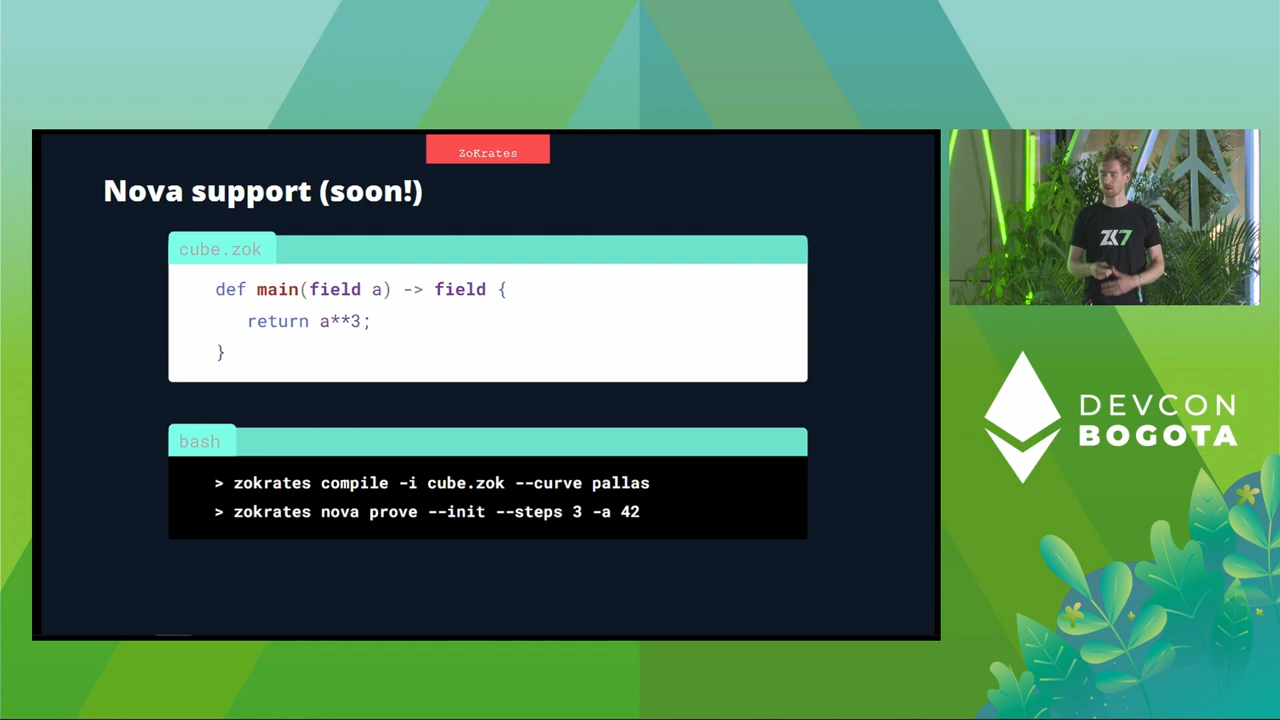 ZoKrates
Nova support (soon!)
cube.zok
def main(field a) -> field {
return a**3;
}
bash
> zokrates compile -i cube.zok --curve pallas
> zokrates nova prove --init --steps 3 -a 42
ZK7
DEVCON
BOGOTA